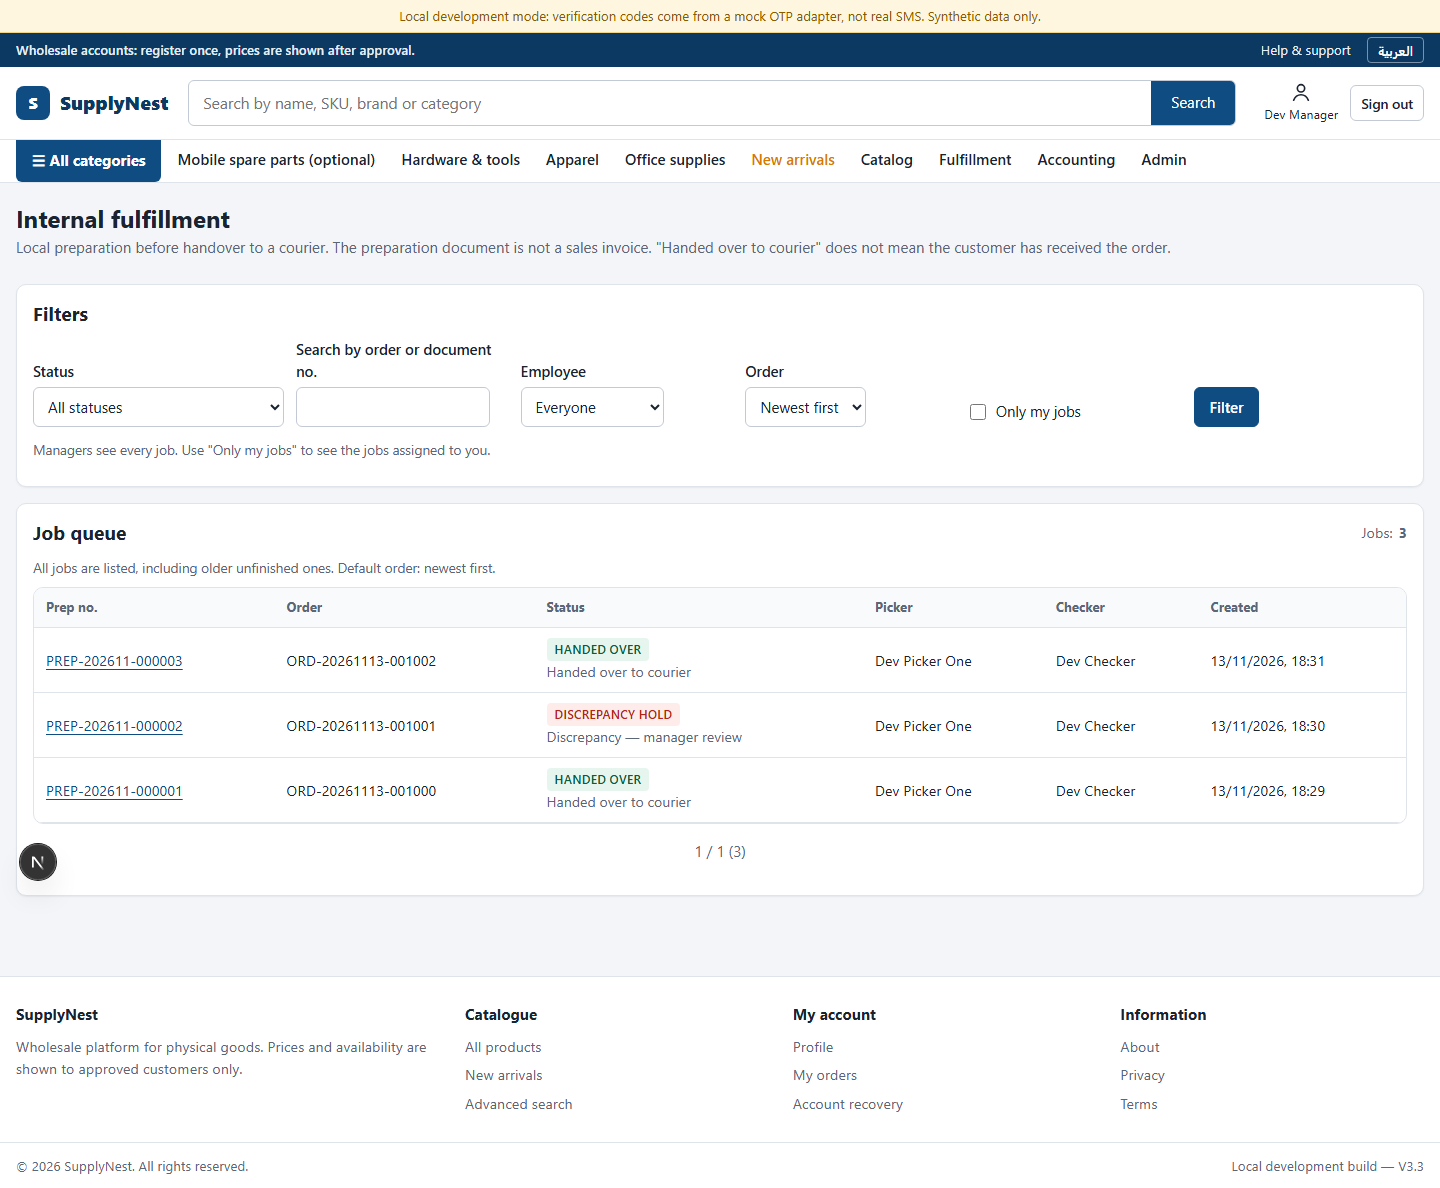 Local development mode: verification codes come from a mock OTP adapter, not real SMS. Synthetic data only.
Wholesale accounts: register once, prices are shown after approval.
Help & support
العربية
S
SupplyNest
Search by name, SKU, brand or category
Search
Dev Manager
Sign out
☰ All categories
Mobile spare parts (optional)
Hardware & tools
Apparel
Office supplies
New arrivals
Catalog
Fulfillment
Accounting
Admin
Internal fulfillment
Local preparation before handover to a courier. The preparation document is not a sales invoice. "Handed over to courier" does not mean the customer has received the order.
Filters
Status
Search by order or document
no.
Employee
Order
All statuses
Everyone
Newest first
Only my jobs
Filter
Managers see every job. Use "Only my jobs" to see the jobs assigned to you.
Job queue
Jobs: 3
All jobs are listed, including older unfinished ones. Default order: newest first.
Prep no.
Order
Status
Picker
Checker
Created
PREP-202611-000003
ORD-20261113-001002
HANDED OVER
Handed over to courier
Dev Picker One
Dev Checker
13/11/2026, 18:31
PREP-202611-000002
ORD-20261113-001001
DISCREPANCY HOLD
Discrepancy — manager review
Dev Picker One
Dev Checker
13/11/2026, 18:30
PREP-202611-000001
ORD-20261113-001000
HANDED OVER
Handed over to courier
Dev Picker One
Dev Checker
13/11/2026, 18:29
1 / 1 (3)
N
SupplyNest
Wholesale platform for physical goods. Prices and availability are
shown to approved customers only.
Catalogue
All products
New arrivals
Advanced search
My account
Profile
My orders
Account recovery
Information
About
Privacy
Terms
© 2026 SupplyNest. All rights reserved.
Local development build — V3.3